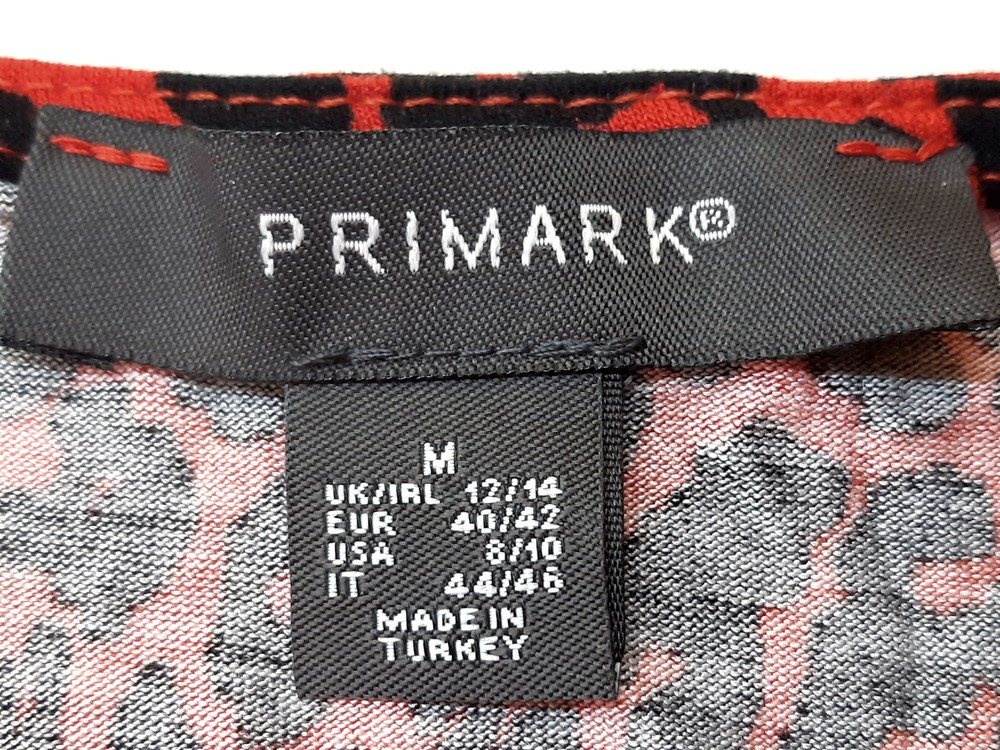 PRIMARK®
M
UK/IRL 12/14
EUR 40/42
USA 8/10
IT 44/46
MADE IN
TURKEY